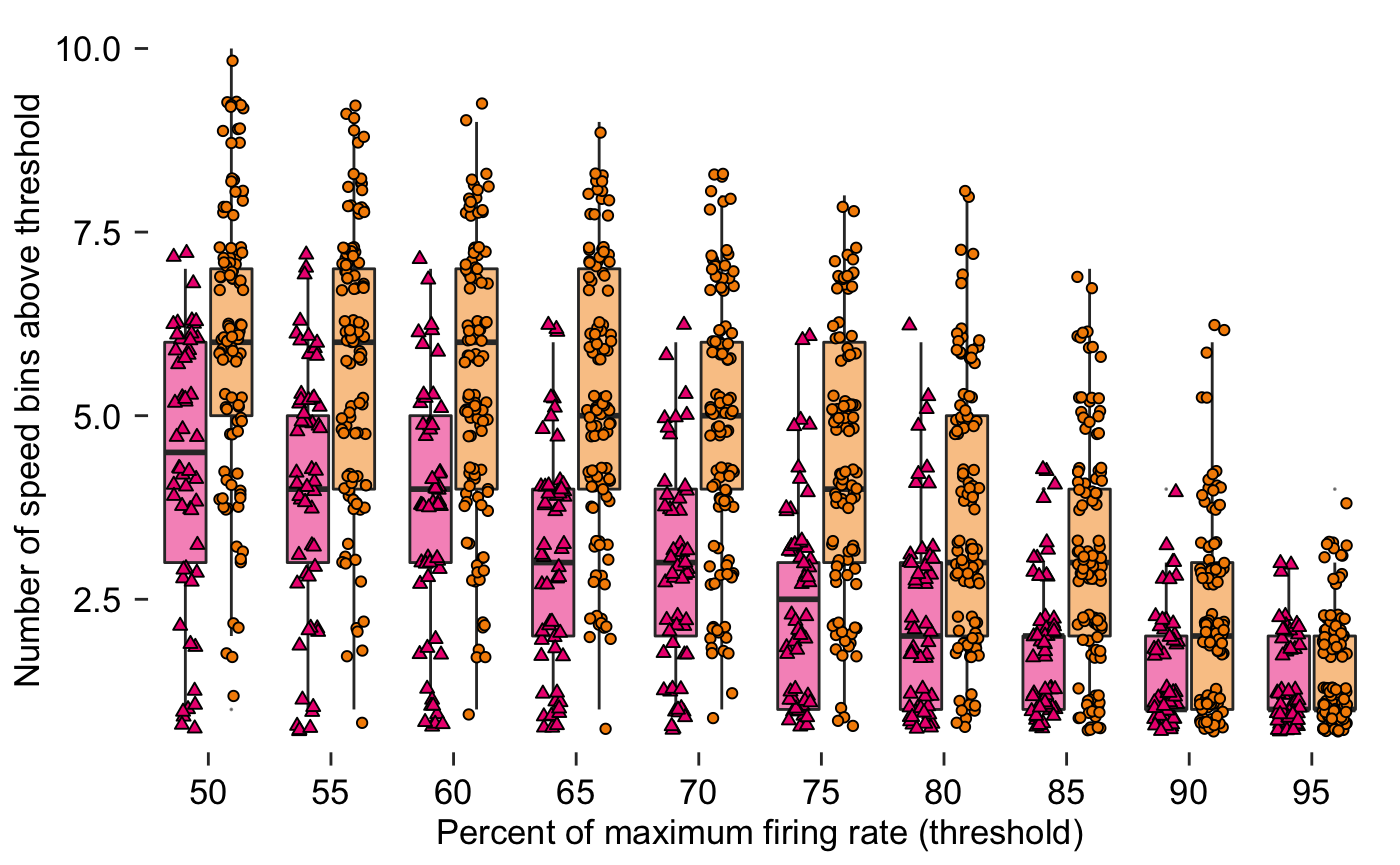 Number of speed bins above threshold
10.0
7.5
5.0
2.5
50 55 60 65 70 75 80 85 90 95
Percent of maximum firing rate (threshold)